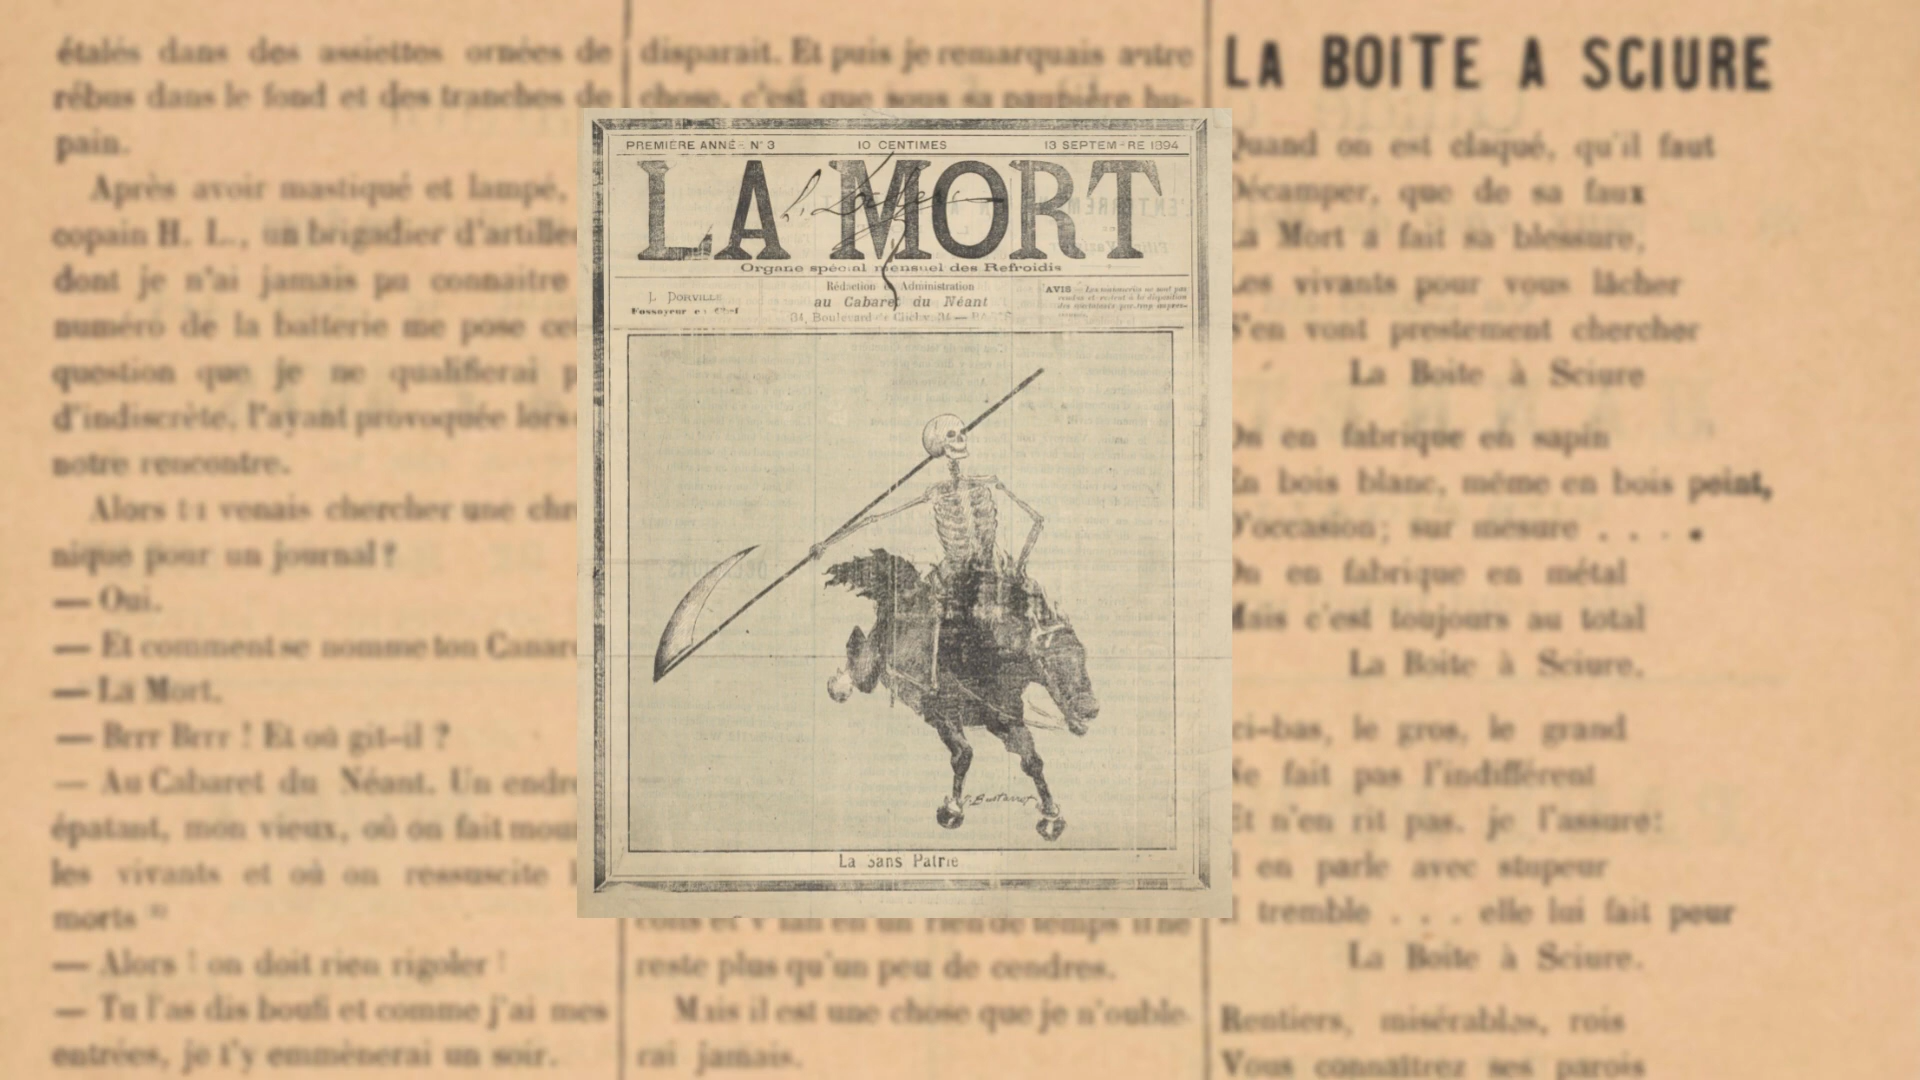 étalés dans des assiettes ornées de
rébus dans le fond et des tranches de
pain.
Après avoir mastiqué et lampé,
copain H. L., un brigadier d'artille
dont je n'ai jamais pu connaitre
numéro de la batterie me pose ce
question que je ne qualifierai p
d'indiscrète, l'ayant provoquée lors
notre rencontre.
Alors tu venais chercher une chr
nique pour un journal ?
— Oui.
— Et comment se nomme ton Canar
— La Mort.
— Brrr Brrr ! Et où gît-il ?
— Au Cabaret du Néant. Un endr
épatant, mon vieux, où on fait mou
les vivants et où on ressuscite l
morts
— Alors ! on doit rien rigoler !
— Tu l'as dis boufi et comme j'ai mes
entrées, je t'y emmènerai un soir.
disparait. Et puis je remarquais autre
chose, c'est que sous sa paupière hu-
PREMIÈRE ANNÉE N° 3 10 CENTIMES 13 SEPTEMBRE 1894
LA MORT
Organe spécial mensuel des Refroidis
J. DORVILLE
Fossoyeur en Chef
Rédaction & Administration
au Cabaret du Néant
34, Boulevard de Clichy, 34 — PARIS
AVIS
La Sans Patrie
reste plus qu'un peu de cendres.
Mais il est une chose que je n'oublie-
rai jamais.
LA BOITE A SCIURE
Quand on est claqué, qu'il faut
Décamper, que de sa faux
La Mort a fait sa blessure,
Les vivants pour vous lâcher
S'en vont prestement chercher
La Boite à Sciure
On en fabrique en sapin
En bois blanc, même en bois peint,
D'occasion; sur mesure . . . .
On en fabrique en métal
Mais c'est toujours au total
La Boite à Sciure.
Ici-bas, le gros, le grand
Ne fait pas l'indifférent
Et n'en rit pas, je l'assure:
Il en parle avec stupeur
Il tremble . . . elle lui fait peur
La Boite à Sciure.
Rentiers, misérables, rois
Vous connaîtrez ses parois